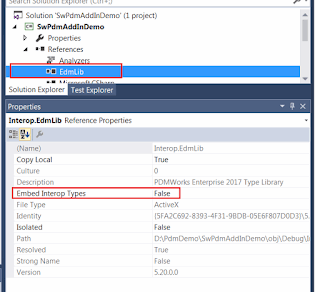 Search Solution Explorer (Ctrl+;)
Solution 'SwPdmAddInDemo' (1 project)
SwPdmAddInDemo
Properties
References
Analyzers
EdmLib
Microsoft.CSharp
Solution Explorer Test Explorer
Properties
Interop.EdmLib Reference Properties
(Name) Interop.EdmLib
Copy Local True
Culture 0
Description PDMWorks Enterprise 2017 Type Library
Embed Interop Types False
File Type ActiveX
Identity {5FA2C692-8393-4F31-9BDB-05E6F807D0D3}\5.
Isolated False
Path D:\PdmDemo\SwPdmAddInDemo\obj\Debug\I
Resolved True
Strong Name False
Version 5.20.0.0